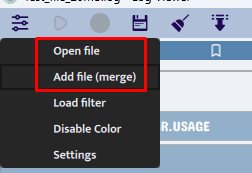 Open file
Add file (merge)
Load filter
R.USAGE
Disable Color
Settings